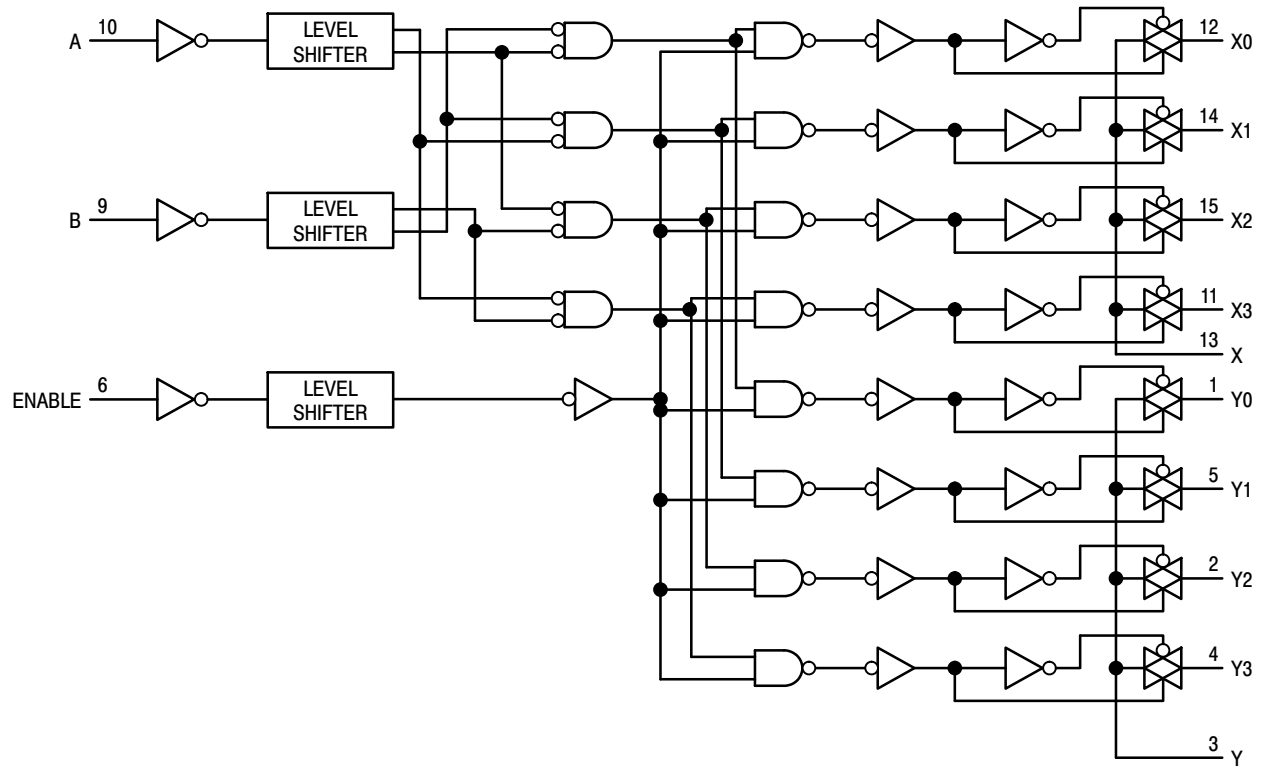 A
10
LEVEL
SHIFTER
12
X0
14
X1
B
9
LEVEL
SHIFTER
15
X2
11
X3
13
X
ENABLE
6
LEVEL
SHIFTER
1
Y0
5
Y1
2
Y2
4
Y3
3
Y